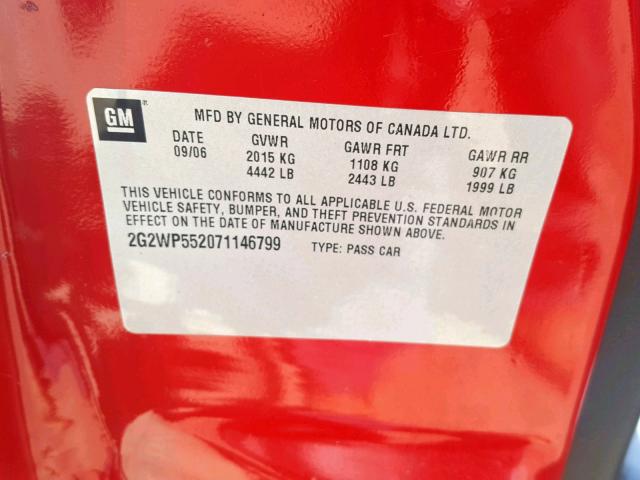 GM®
MFD BY GENERAL MOTORS OF CANADA LTD.
DATE GVWR GAWR FRT GAWR RR
09/06 2015 KG 1108 KG 907 KG
4442 LB 2443 LB 1999 LB
THIS VEHICLE CONFORMS TO ALL APPLICABLE U.S. FEDERAL MOTOR
VEHICLE SAFETY, BUMPER, AND THEFT PREVENTION STANDARDS IN
EFFECT ON THE DATE OF MANUFACTURE SHOWN ABOVE.
2G2WP552071146799 TYPE: PASS CAR